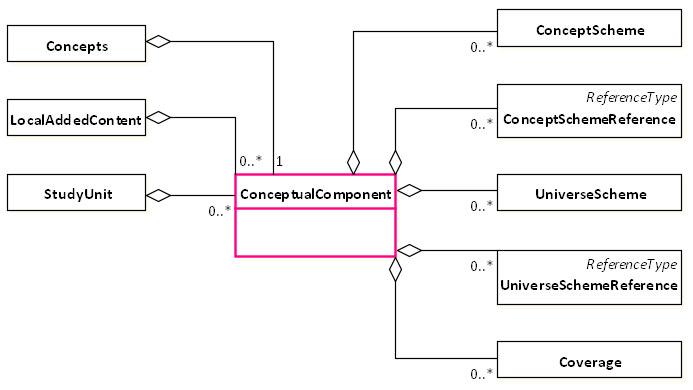 ConceptScheme
0..*
Concepts
ReferenceType
ConceptSchemeReference
0..*
LocalAddedContent
0..*
1
StudyUnit
0..*
ConceptualComponent
UniverseScheme
0..*
ReferenceType
UniverseSchemeReference
0..*
Coverage
0..*